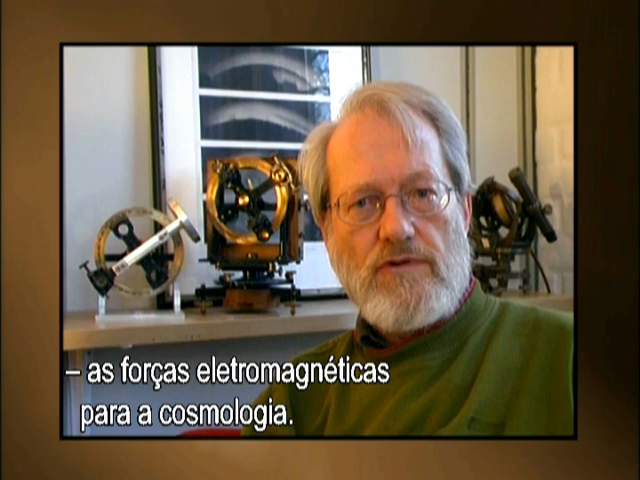 – as forças eletromagnéticas
para a cosmologia.